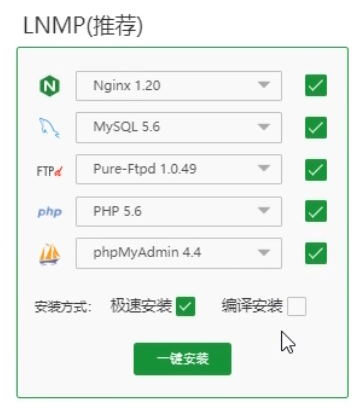 LNMP(推荐)
Nginx 1.20
MySQL 5.6
FTPd Pure-Ftpd 1.0.49
php PHP 5.6
phpMyAdmin 4.4
安装方式: 极速安装 编译安装
一键安装